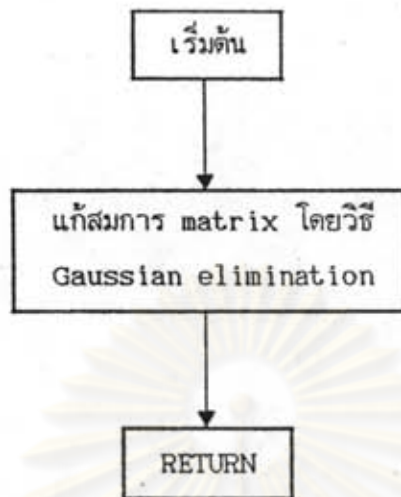 เริ่มต้น
แก้สมการ matrix โดยวิธี
Gaussian elimination
RETURN